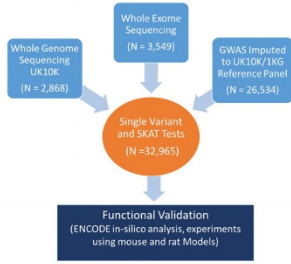 Whole Exome
Sequencing
(N = 3,549)
Whole Genome
Sequencing
UK10K
(N = 2,868)
GWAS Imputed to
UK10K/1KG
Reference Panel
(N = 26,534)
Single Variant
and SKAT Tests
(N =32,965)
Functional Validation
(ENCODE in-silico analysis, experiments
using mouse and rat Models)